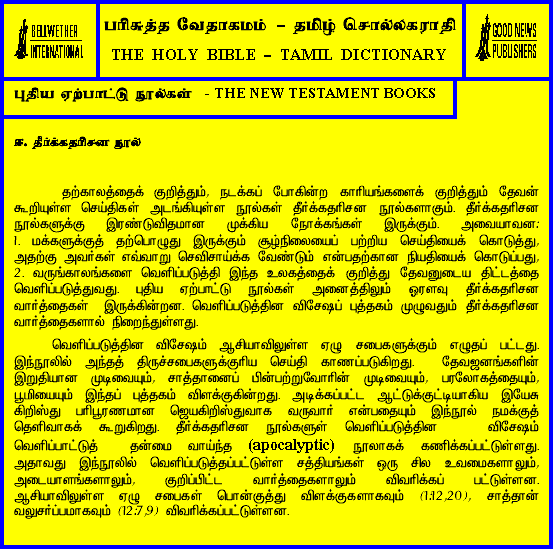 BELLWETHER
INTERNATIONAL
பரிசுத்த வேதாகமம் – தமிழ் சொல்லகராதி
THE HOLY BIBLE – TAMIL DICTIONARY
GOOD NEWS
PUBLISHERS
புதிய ஏற்பாட்டு நூல்கள் - THE NEW TESTAMENT BOOKS
ஈ. தீர்க்கதரிசன நூல்
தற்காலத்தைக் குறித்தும், நடக்கப் போகின்ற காரியங்களைக் குறித்தும் தேவன்
கூறியுள்ள செய்திகள் அடங்கியுள்ள நூல்கள் தீர்க்கதரிசன நூல்களாகும். தீர்க்கதரிசன
நூல்களுக்கு இரண்டுவிதமான முக்கிய நோக்கங்கள் இருக்கும். அவையாவன:
1. மக்களுக்குத் தற்பொழுது இருக்கும் சூழ்நிலையைப் பற்றிய செய்தியைக் கொடுத்து,
அதற்கு அவர்கள் எவ்வாறு செவிசாய்க்க வேண்டும் என்பதற்கான நியதியைக் கொடுப்பது,
2. வருங்காலங்களை வெளிப்படுத்தி இந்த உலகத்தைக் குறித்து தேவனுடைய திட்டத்தை
வெளிப்படுத்துவது. புதிய ஏற்பாட்டு நூல்கள் அனைத்திலும் ஓரளவு தீர்க்கதரிசன
வார்த்தைகள் இருக்கின்றன. வெளிப்படுத்தின விசேஷப் புத்தகம் முழுவதும் தீர்க்கதரிசன
வார்த்தைகளால் நிறைந்துள்ளது.
வெளிப்படுத்தின விசேஷம் ஆசியாவிலுள்ள ஏழு சபைகளுக்கும் எழுதப் பட்டது.
இந்நூலில் அந்தத் திருச்சபைகளுக்குரிய செய்தி காணப்படுகிறது. தேவஜனங்களின்
இறுதியான முடிவையும், சாத்தானைப் பின்பற்றுவோரின் முடிவையும், பரலோகத்தையும்,
பூமியையும் இந்தப் புத்தகம் விளக்குகின்றது. அடிக்கப்பட்ட ஆட்டுக்குட்டியாகிய இயேசு
கிறிஸ்து பரிபூரணமான ஜெயகிறிஸ்துவாக வருவார் என்பதையும் இந்நூல் நமக்குத்
தெளிவாகக் கூறுகிறது. தீர்க்கதரிசன நூல்களுள் வெளிப்படுத்தின விசேஷம்
வெளிப்பாட்டுத் தன்மை வாய்ந்த (apocalyptic) நூலாகக் கணிக்கப்பட்டுள்ளது.
அதாவது இந்நூலில் வெளிப்படுத்தப்பட்டுள்ள சத்தியங்கள் ஒரு சில உவமைகளாலும்,
அடையாளங்களாலும், குறிப்பிட்ட வார்த்தைகளாலும் விவரிக்கப் பட்டுள்ளன.
ஆசியாவிலுள்ள ஏழு சபைகள் பொன்குத்து விளக்குகளாகவும் (1:12,20), சாத்தான்
வலுசர்ப்பமாகவும் (12:7,9) விவரிக்கப்பட்டுள்ளன.